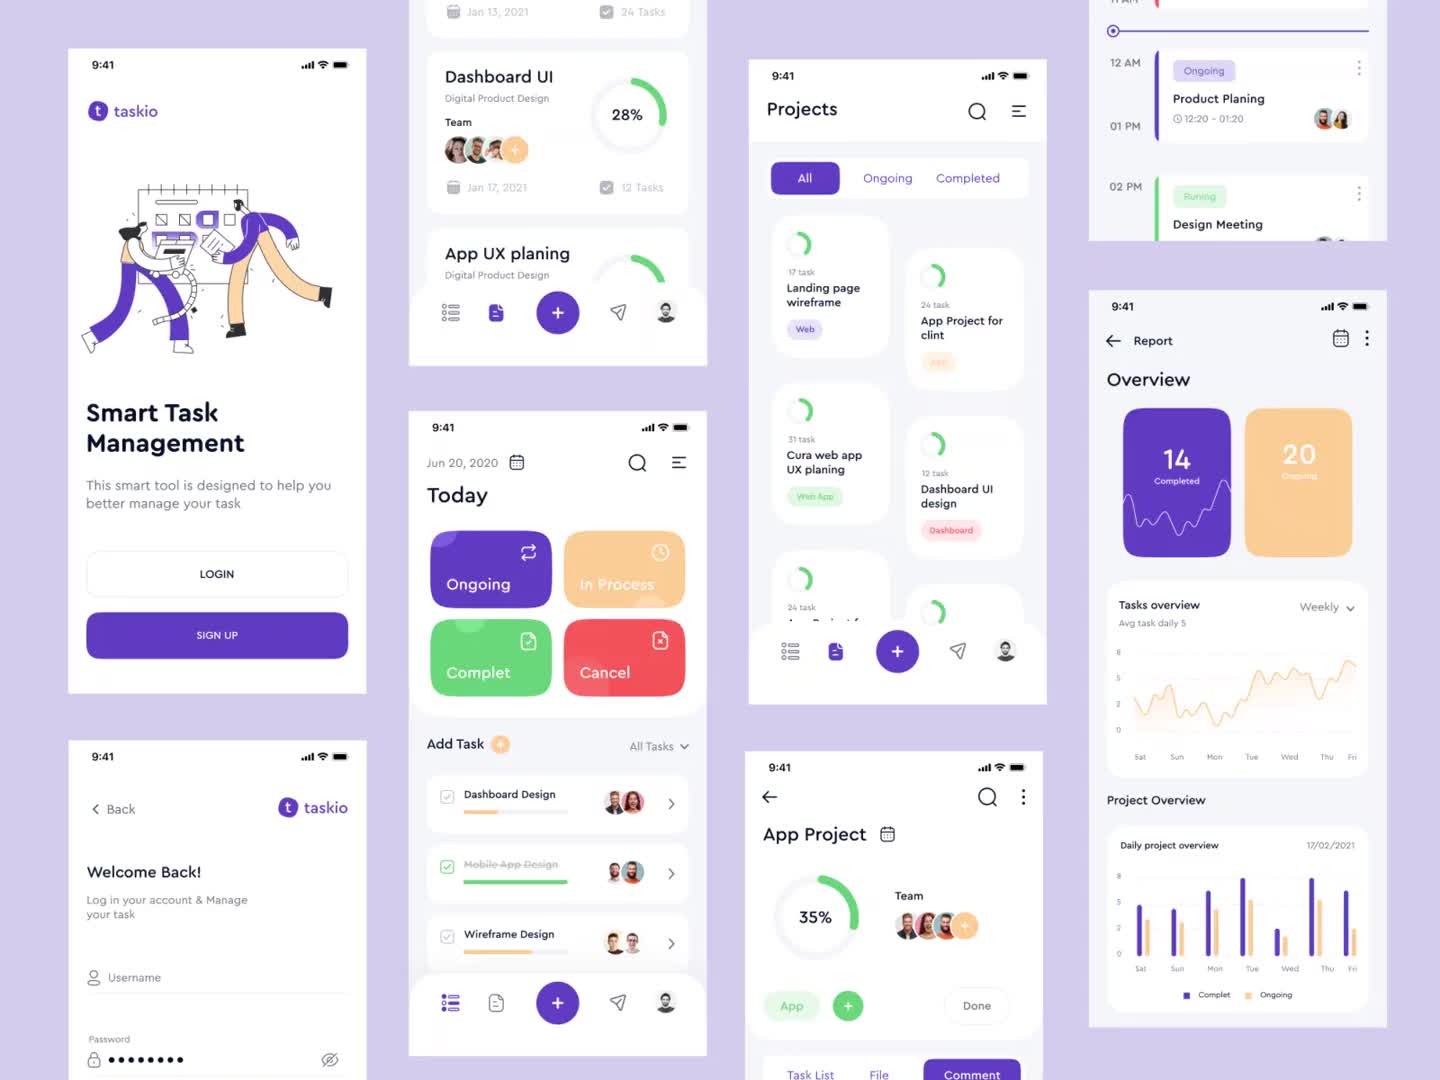 9:41
taskio
Smart Task
Management
This smart tool is designed to help you
better manage your task
LOGIN
SIGN UP
9:41
Back
taskio
Welcome Back!
Log in your account & Manage
your task
Username
Password
Jan 13, 2021
24 Tasks
Dashboard UI
Digital Product Design
Team
28%
Jan 17, 2021
12 Tasks
App UX planing
Digital Product Design
9:41
Jun 20, 2020
Today
Ongoing
In Process
Complet
Cancel
Add Task
All Tasks
Dashboard Design
Mobile App Design
Wireframe Design
9:41
Projects
All
Ongoing
Completed
17 task
Landing page
wireframe
Web
24 task
App Project for
clint
App
31 task
Cura web app
UX planing
Web App
12 task
Dashboard UI
design
Dashboard
24 task
9:41
App Project
35%
Team
App
Done
Task List
File
Comment
12 AM
Ongoing
Product Planing
12:20 - 01:20
01 PM
02 PM
Runing
Design Meeting
9:41
Report
Overview
14
Completed
20
Ongoing
Tasks overview
Weekly
Avg task daily 5
8
5
2
0
Sat Sun Mon Tue Wed Thu Fri
Project Overview
Daily project overview
17/02/2021
8
5
2
0
Sat Sun Mon Tue Wed Thu Fri
Complet
Ongoing